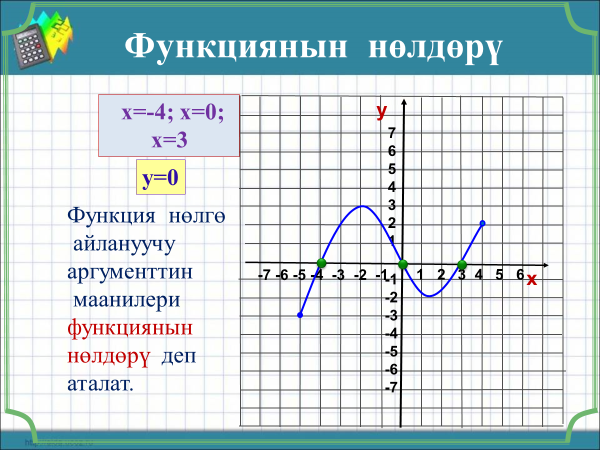 Функциянын нөлдөрү
х=-4; х=0;
х=3
у=0
Функция нөлгө
айлануучу
аргументтин
маанилери
функциянын
нөлдөрү деп
аталат.
у
7
6
5
4
3
2
1
-7 -6 -5 -4 -3 -2 -1 1 2 3 4 5 6 х
-1
-2
-3
-4
-5
-6
-7